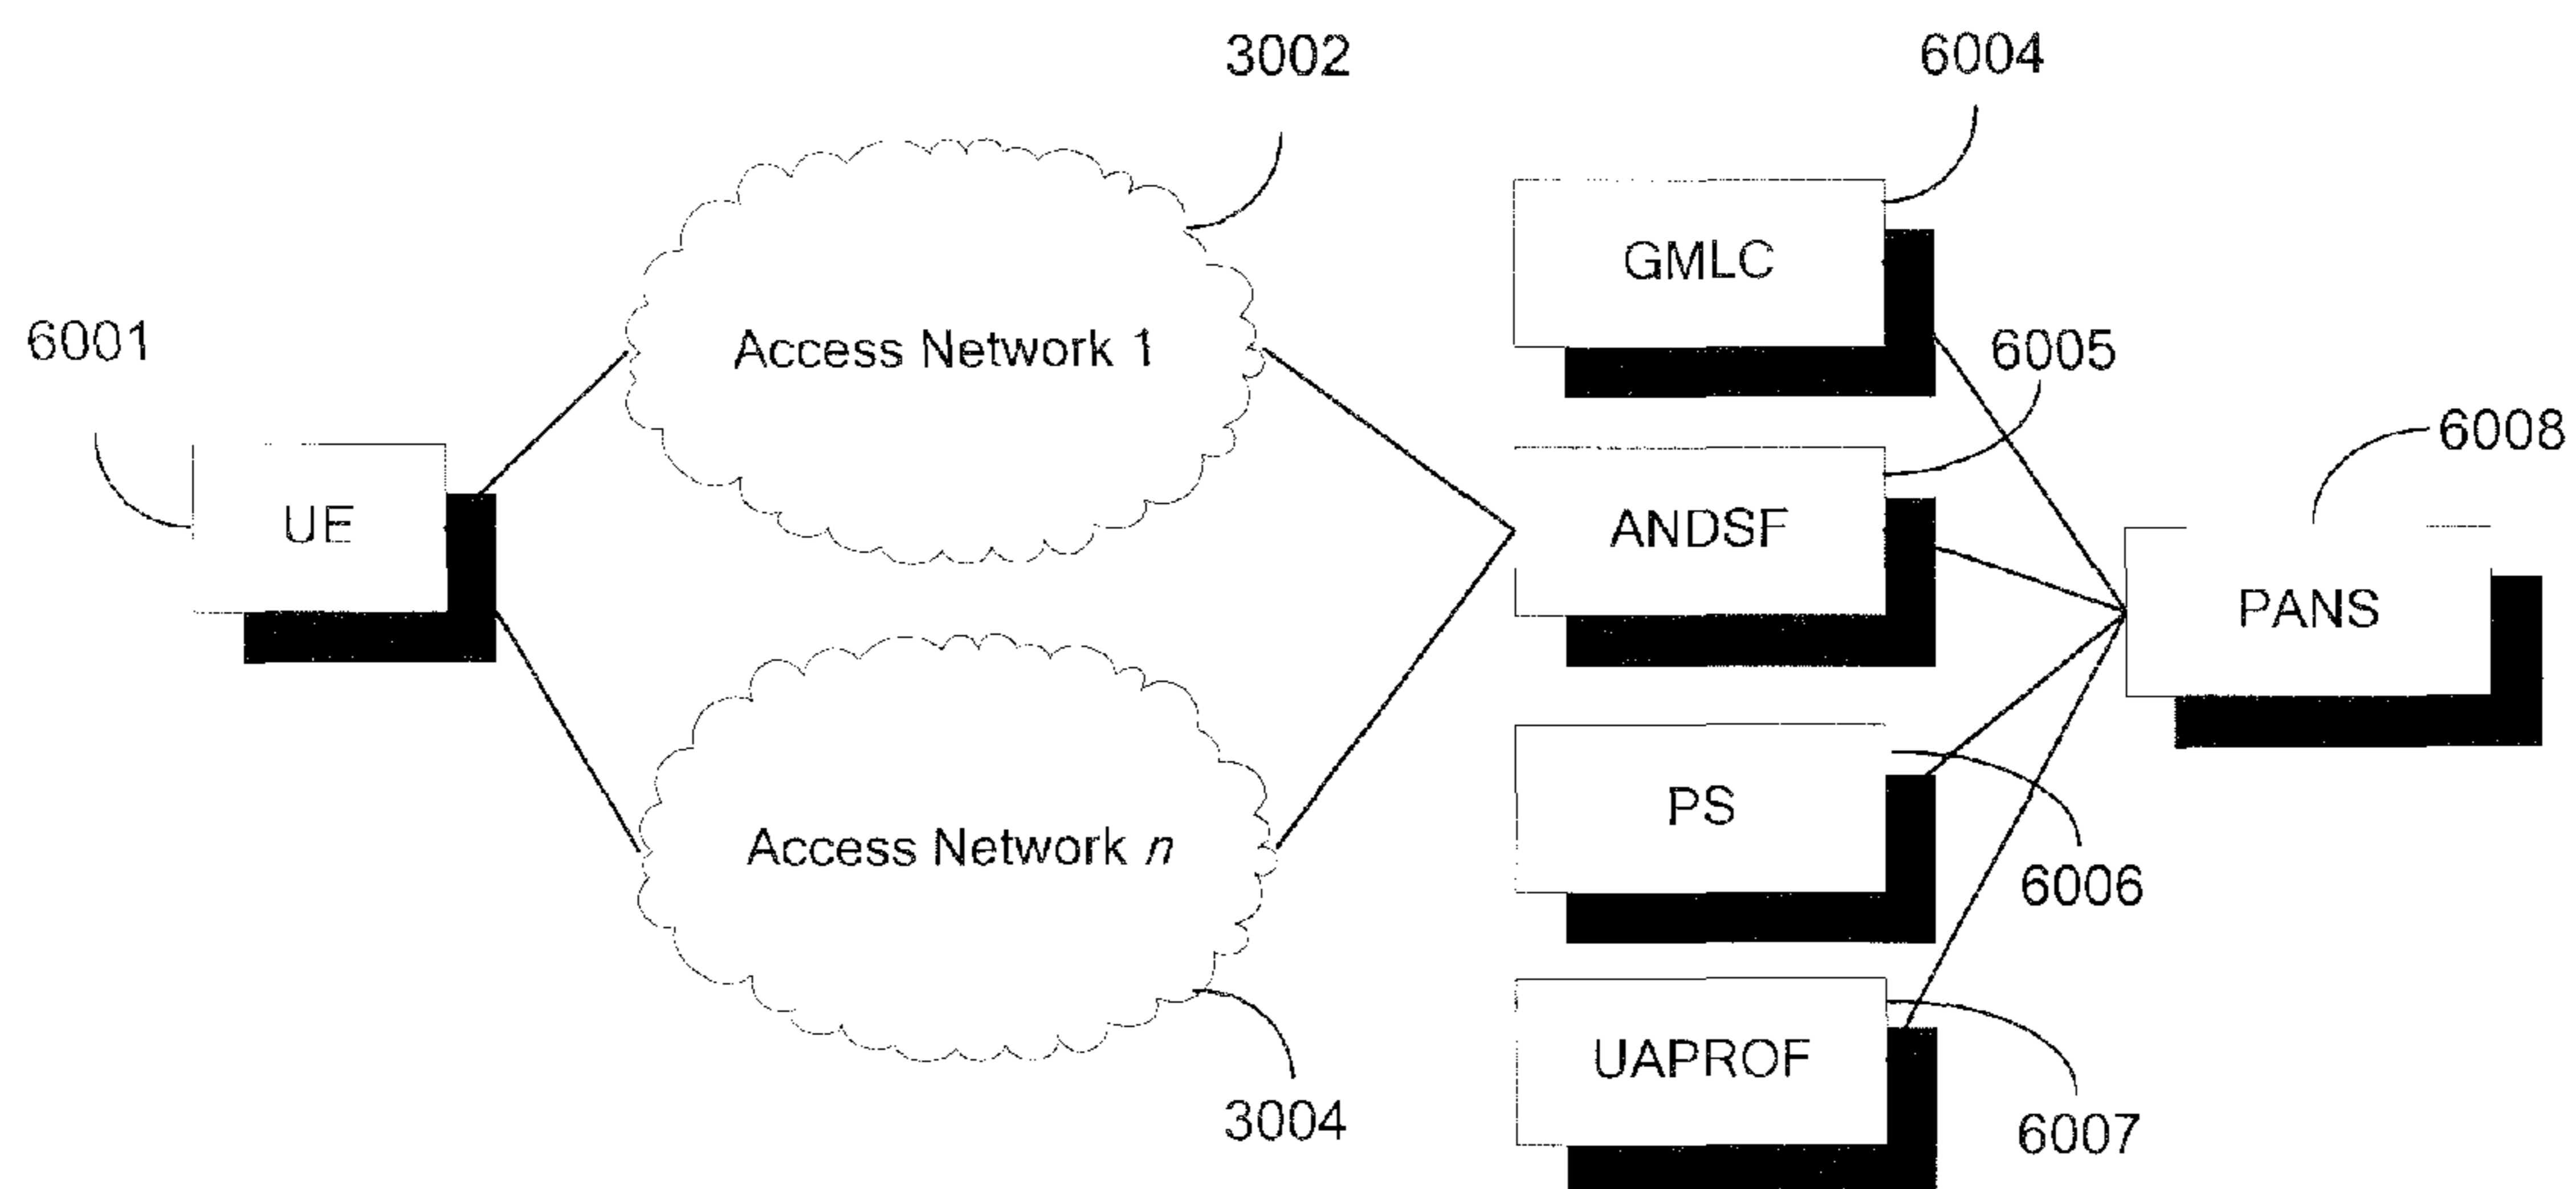 3002
6004
GMLC
6001
Access Network 1
6005
6008
UE
ANDSF
PANS
PS
Access Network n
6006
UAPROF
3004
6007